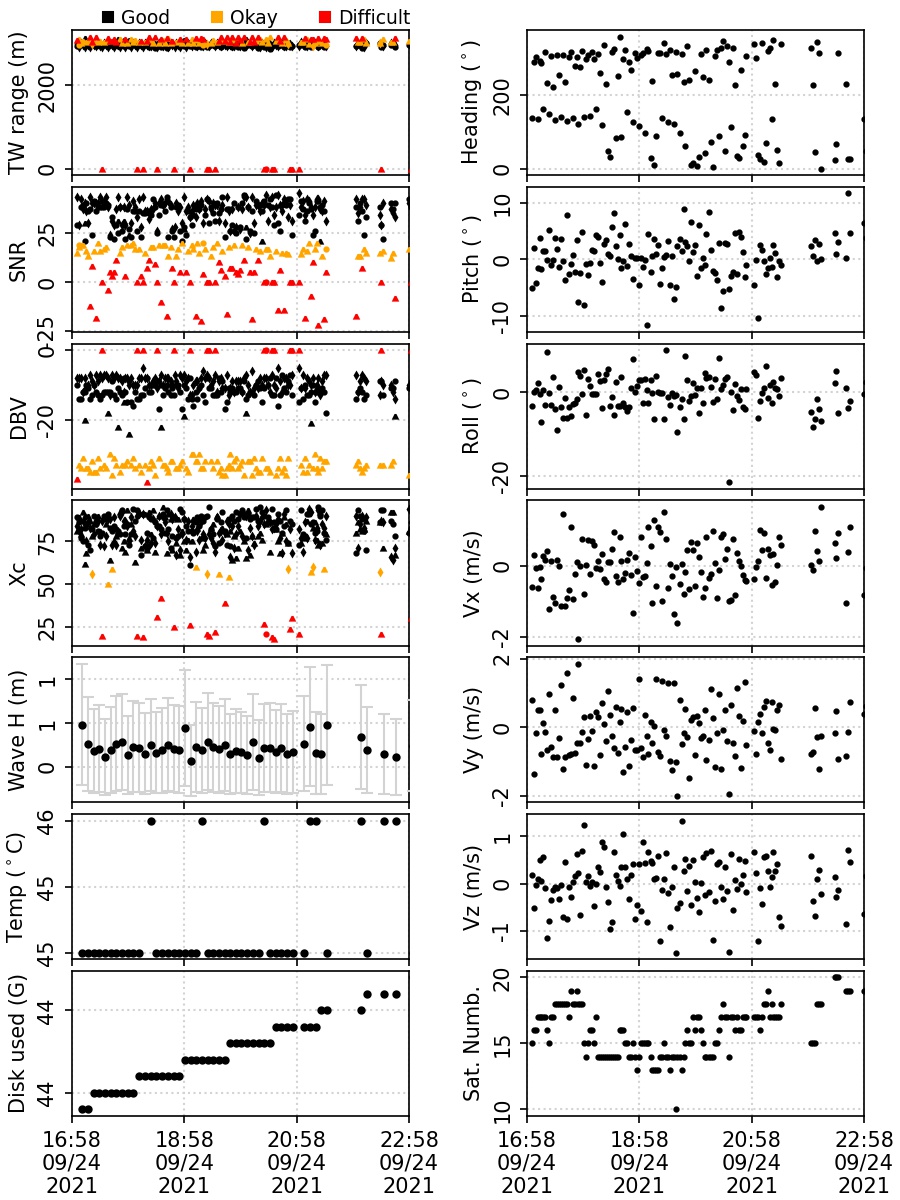 Good Okay Difficult
TW range (m)
2000
0
Heading (°)
200
0
SNR
25
0
-25
Pitch (°)
10
0
-10
DBV
0
-20
Roll (°)
0
-20
Xc
75
50
25
Vx (m/s)
0
-2
Wave H (m)
1
1
0
Vy (m/s)
2
0
-2
Temp (°C)
46
45
45
Vz (m/s)
1
0
-1
Disk used (G)
44
44
Sat. Numb.
20
15
10
16:58 18:58 20:58 22:58
09/24 09/24 09/24 09/24
2021 2021 2021 2021
16:58 18:58 20:58 22:58
09/24 09/24 09/24 09/24
2021 2021 2021 2021